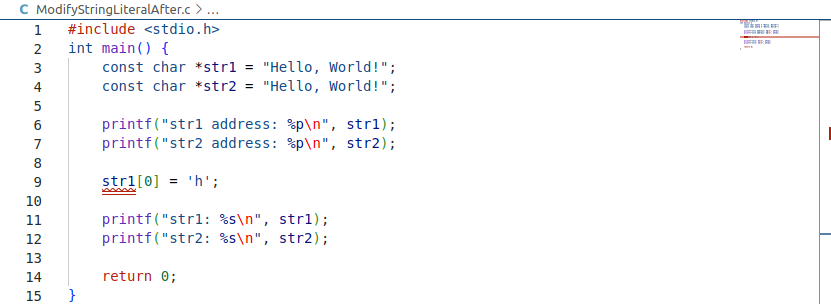 C ModifyStringLiteralAfter.c > ...
1 #include <stdio.h>
2 int main() {
3     const char *str1 = "Hello, World!";
4     const char *str2 = "Hello, World!";
5
6     printf("str1 address: %p\n", str1);
7     printf("str2 address: %p\n", str2);
8
9     str1[0] = 'h';
10
11     printf("str1: %s\n", str1);
12     printf("str2: %s\n", str2);
13
14     return 0;
15 }